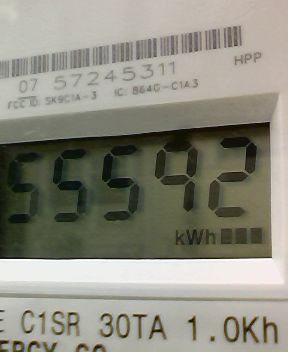 07 57245311
HPP
FCC ID: SK9C1A-3 IC: 864G-C1A3
55592
kWh
C1SR 30TA 1.0Kh